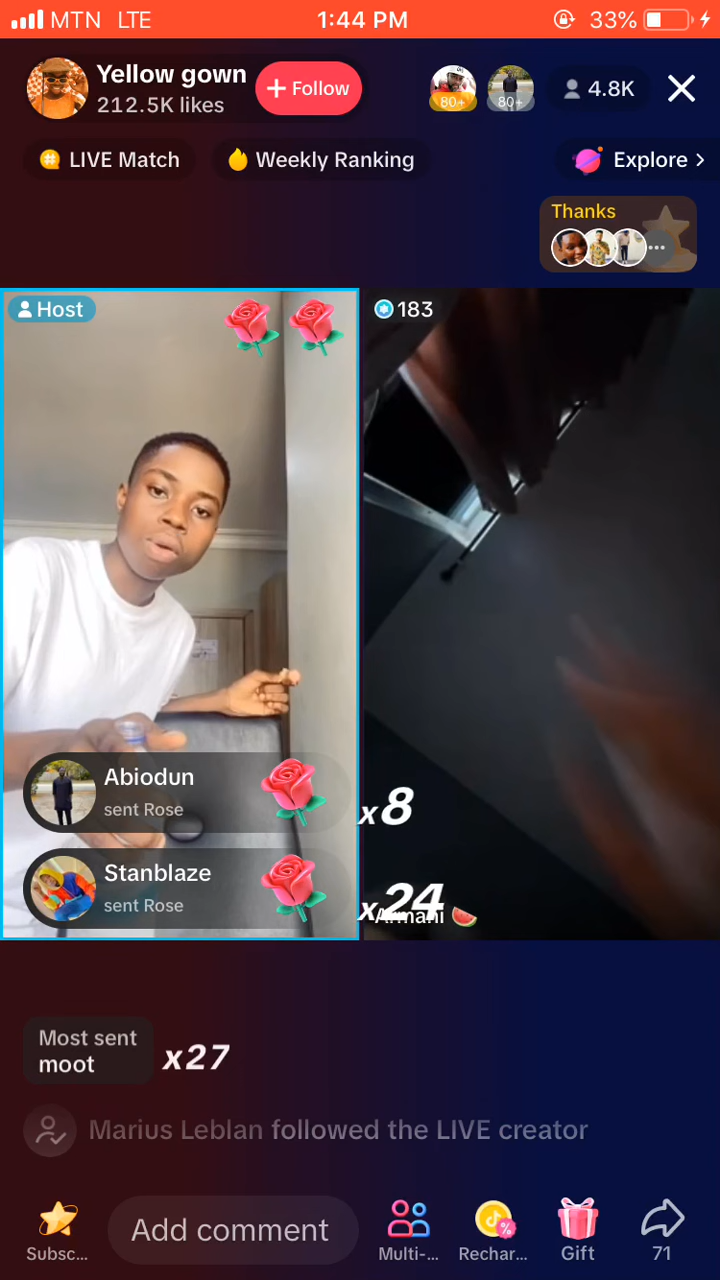 MTN LTE 1:44 PM 33%
Yellow gown
212.5K likes
+ Follow
80+ 80+
4.8K
LIVE Match
Weekly Ranking
Explore >
Thanks
Host
183
Abiodun
sent Rose
x8
Stanblaze
sent Rose
x24
Armani
Most sent
moot
x27
Marius Leblan followed the LIVE creator
Add comment
Subsc...
Multi-...
Rechar...
Gift
71